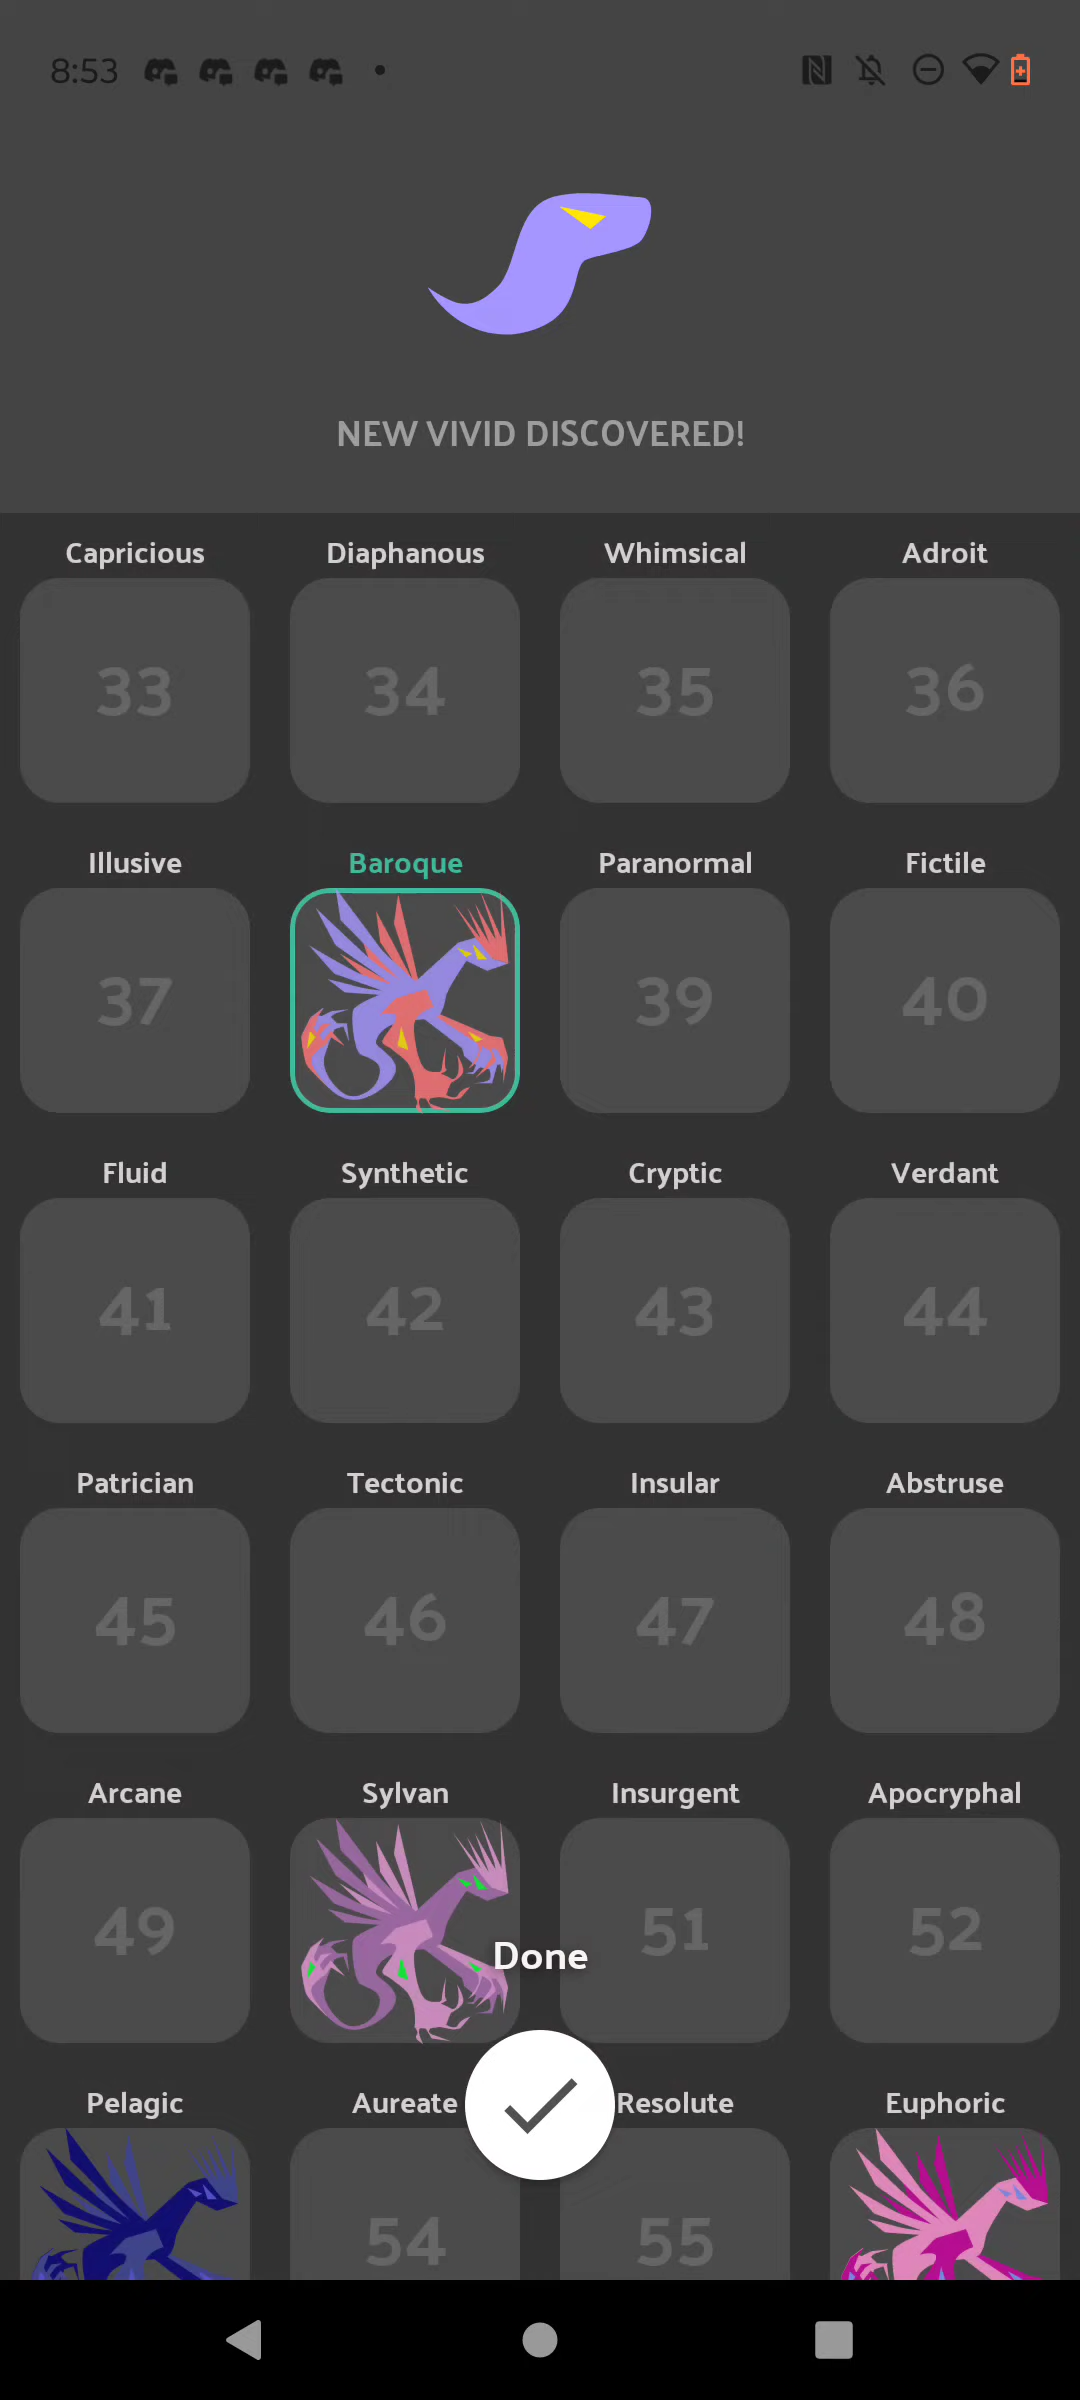 8:53
NEW VIVID DISCOVERED!
Capricious Diaphanous Whimsical Adroit
33 34 35 36
Illusive Baroque Paranormal Fictile
37 39 40
Fluid Synthetic Cryptic Verdant
41 42 43 44
Patrician Tectonic Insular Abstruse
45 46 47 48
Arcane Sylvan Insurgent Apocryphal
49 51 52
Done
Pelagic Aureate Resolute Euphoric
54 55